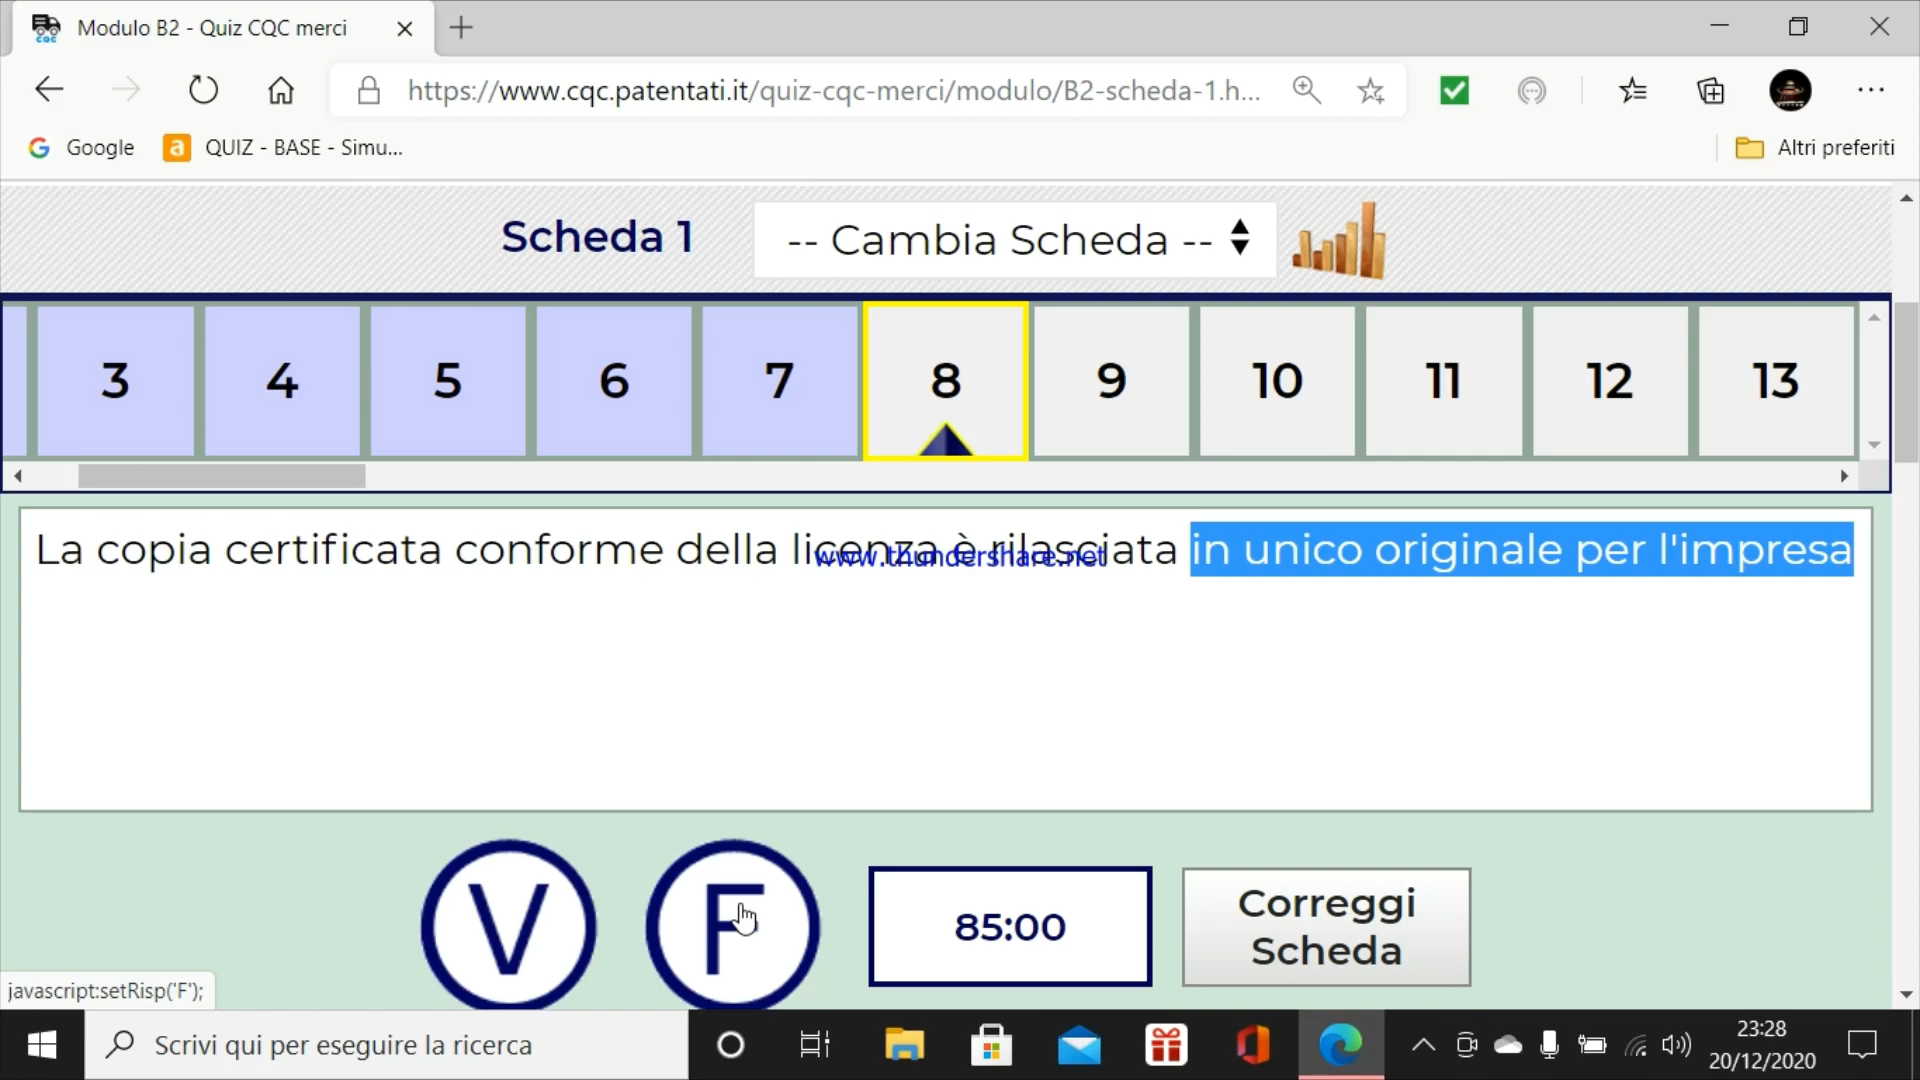 Modulo B2 - Quiz CQC merci
https://www.cqc.patentati.it/quiz-cqc-merci/modulo/B2-scheda-1.h...
Google
a QUIZ - BASE - Simu...
Altri preferiti
Scheda 1
-- Cambia Scheda --
3 4 5 6 7 8 9 10 11 12 13
La copia certificata conforme della licenza è rilasciata in unico originale per l'impresa
www.thundershare.net
V F 85:00 Correggi
Scheda
javascript:setRisp('F');
Scrivi qui per eseguire la ricerca
23:28
20/12/2020